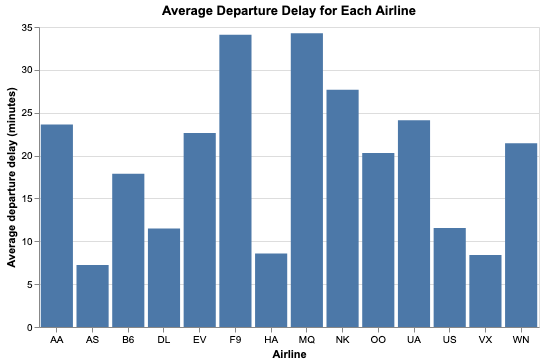 Average Departure Delay for Each Airline
Average departure delay (minutes)
35
30
25
20
15
10
5
0
AA AS B6 DL EV F9 HA MQ NK OO UA US VX WN
Airline